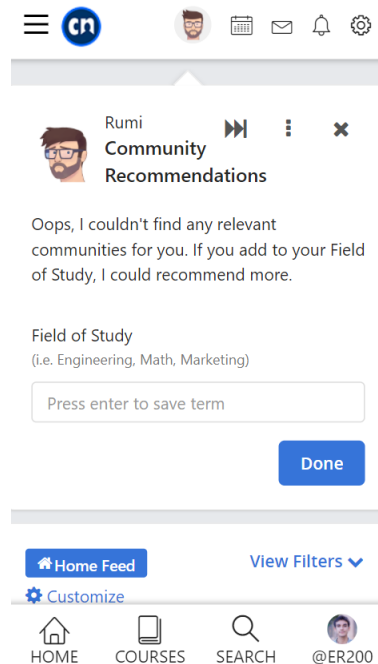 cn
Rumi
Community
Recommendations
Oops, I couldn't find any relevant
communities for you. If you add to your Field
of Study, I could recommend more.
Field of Study
(i.e. Engineering, Math, Marketing)
Press enter to save term
Done
Home Feed
View Filters
Customize
HOME
COURSES
SEARCH
@ER200